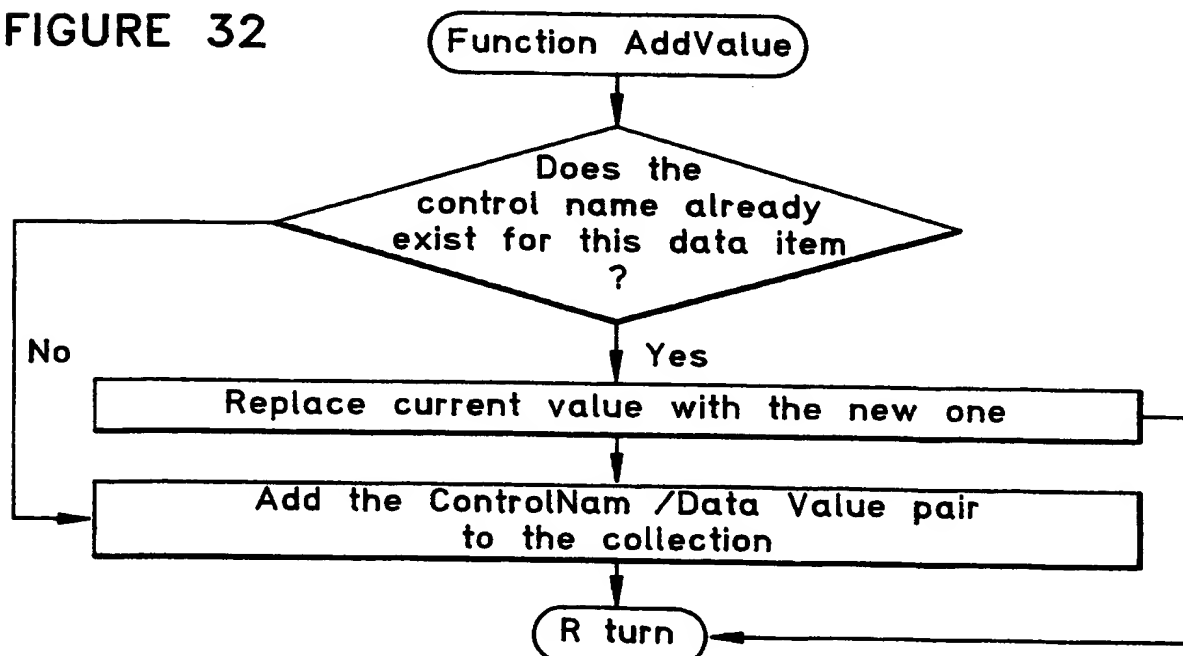 FIGURE 32
Function AddValue
Does the
control name already
exist for this data item
?
No
Yes
Replace current value with the new one
Add the ControlNam /Data Value pair
to the collection
R turn